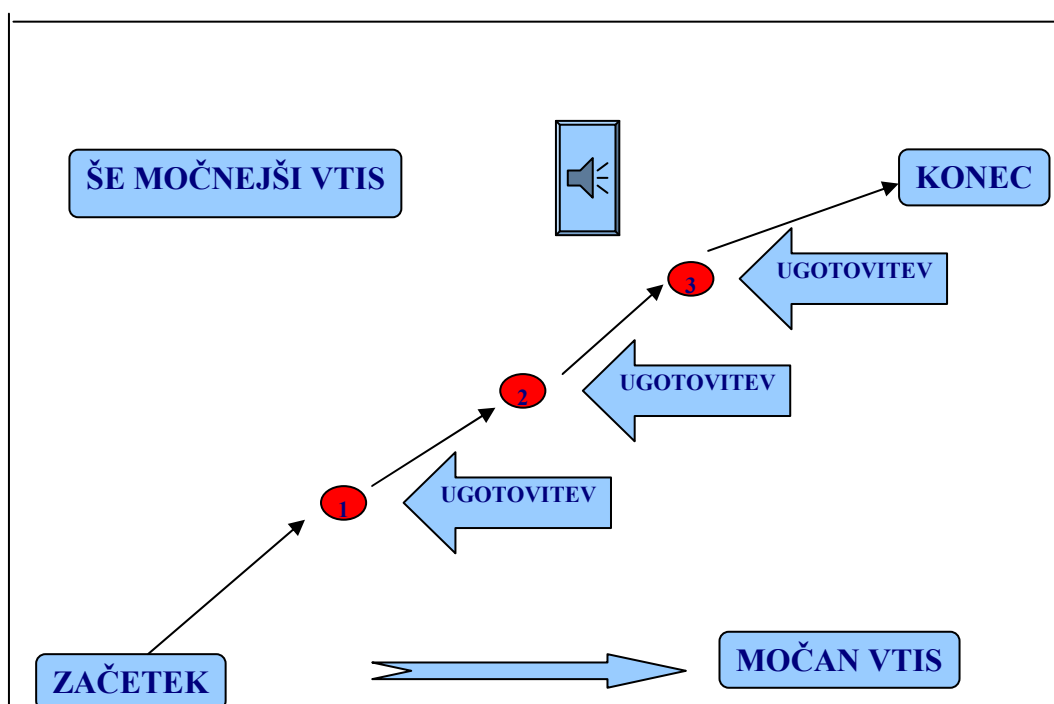 ŠE MOČNEJŠI VTIS
KONEC
UGOTOVITEV
3
UGOTOVITEV
2
UGOTOVITEV
1
MOČAN VTIS
ZAČETEK